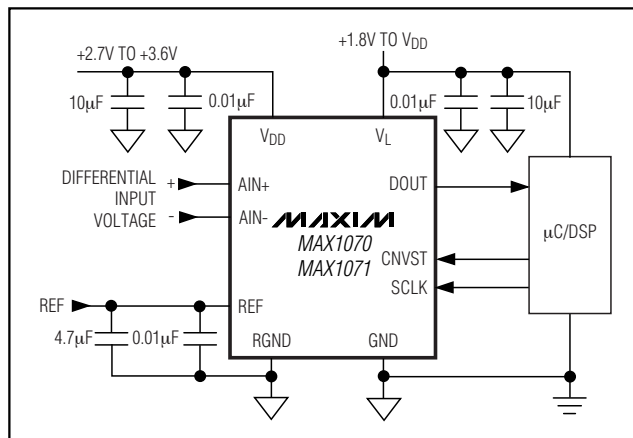 +2.7V TO +3.6V
+1.8V TO VDD
10µF
0.01µF
0.01µF
10µF
VDD
VL
DIFFERENTIAL
INPUT
VOLTAGE
+
-
AIN+
AIN-
DOUT
µC/DSP
MAXIM
MAX1070
MAX1071
CNVST
SCLK
REF
REF
4.7µF
0.01µF
RGND
GND